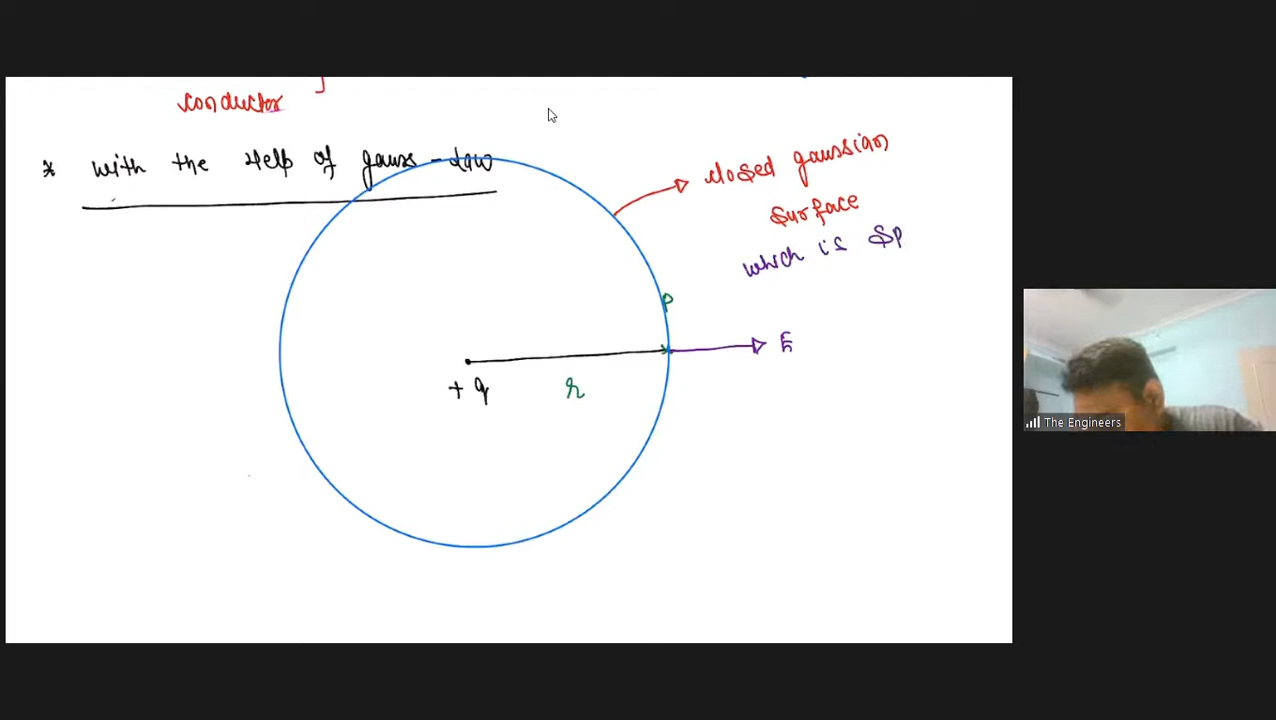 conductor
* with the Help of gauss - Law
closed gaussian
surface
which is Sp
P
E
+ q
r
The Engineers